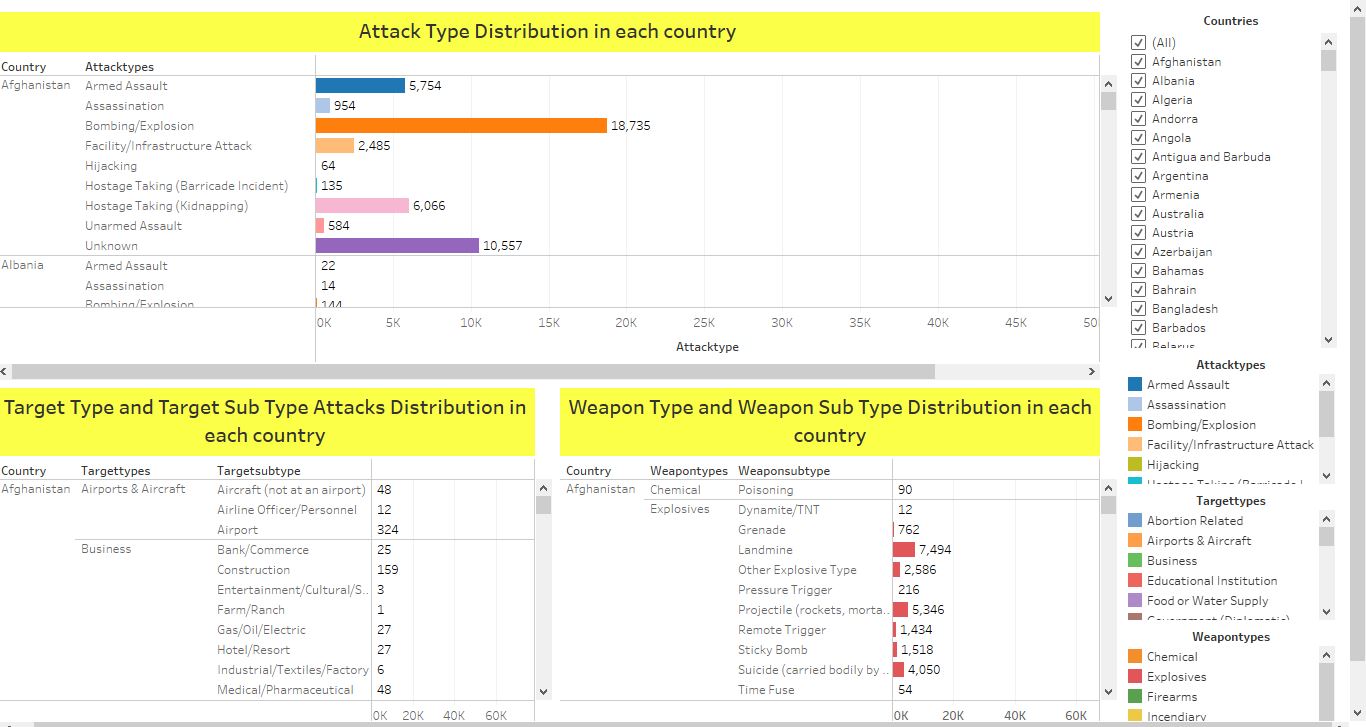 Attack Type Distribution in each country
Country Attacktypes
Afghanistan Armed Assault 5,754
Assassination 954
Bombing/Explosion 18,735
Facility/Infrastructure Attack 2,485
Hijacking 64
Hostage Taking (Barricade Incident) 135
Hostage Taking (Kidnapping) 6,066
Unarmed Assault 584
Unknown 10,557
Albania Armed Assault 22
Assassination 14
Bombing/Explosion 144
0K 5K 10K 15K 20K 25K 30K 35K 40K 45K 50
Attacktype
Countries
(All)
Afghanistan
Albania
Algeria
Andorra
Angola
Antigua and Barbuda
Argentina
Armenia
Australia
Austria
Azerbaijan
Bahamas
Bahrain
Bangladesh
Barbados
Belarus
Attacktypes
Armed Assault
Assassination
Bombing/Explosion
Facility/Infrastructure Attack
Hijacking
Hostage Taking (Barricade I
Target Type and Target Sub Type Attacks Distribution in
each country
Country Targettypes Targetsubtype
Afghanistan Airports & Aircraft Aircraft (not at an airport) 48
Airline Officer/Personnel 12
Airport 324
Business Bank/Commerce 25
Construction 159
Entertainment/Cultural/S.. 3
Farm/Ranch 1
Gas/Oil/Electric 27
Hotel/Resort 27
Industrial/Textiles/Factory 6
Medical/Pharmaceutical 48
0K 20K 40K 60K
Weapon Type and Weapon Sub Type Distribution in each
country
Country Weapontypes Weaponsubtype
Afghanistan Chemical Poisoning 90
Explosives Dynamite/TNT 12
Grenade 762
Landmine 7,494
Other Explosive Type 2,586
Pressure Trigger 216
Projectile (rockets, morta.. 5,346
Remote Trigger 1,434
Sticky Bomb 1,518
Suicide (carried bodily by .. 4,050
Time Fuse 54
0K 20K 40K 60K
Targettypes
Abortion Related
Airports & Aircraft
Business
Educational Institution
Food or Water Supply
Government (Diplomatic)
Weapontypes
Chemical
Explosives
Firearms
Incendiary